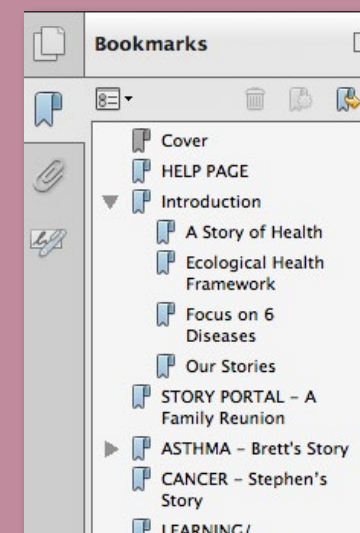 Bookmarks
Cover
HELP PAGE
Introduction
A Story of Health
Ecological Health
Framework
Focus on 6
Diseases
Our Stories
STORY PORTAL – A
Family Reunion
ASTHMA – Brett's Story
CANCER – Stephen's
Story
LEARNING/